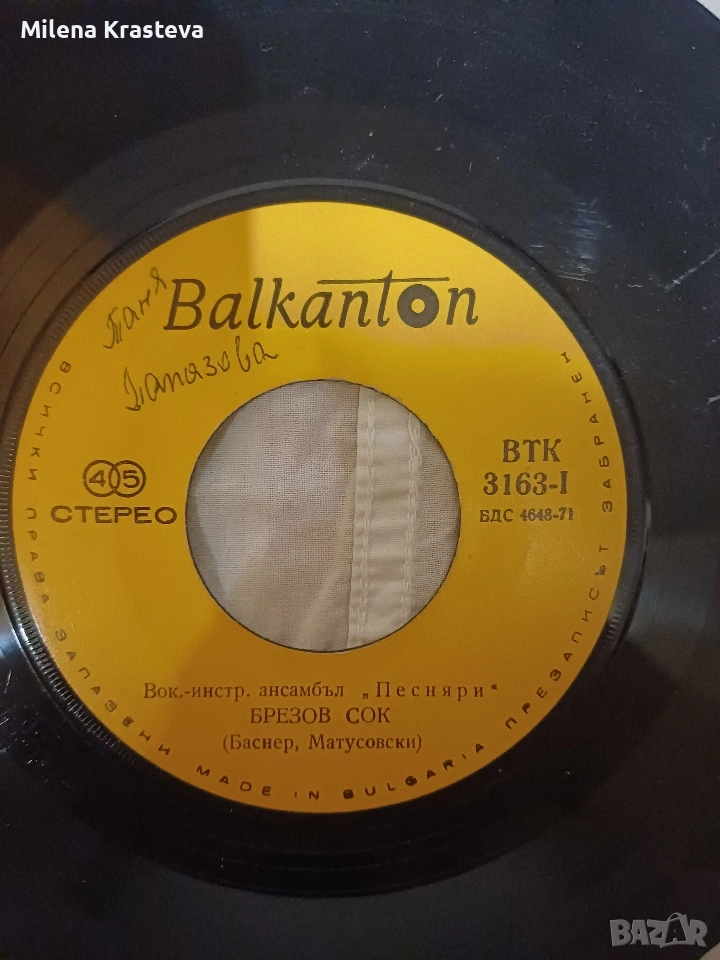 Milena Krasteva
Таня
Папазова
Balkanton
45
СТЕРЕО
ВТК
3163-I
БДС 4648-71
Вок.-инстр. ансамбъл „Песняри“
БРЕЗОВ СОК
(Баснер, Матусовски)
ВСИЧКИ ПРАВА ЗАПАЗЕНИ MADE IN BULGARIA ПРЕЗАПИСЪТ ЗАБРАНЕН
BAZAR